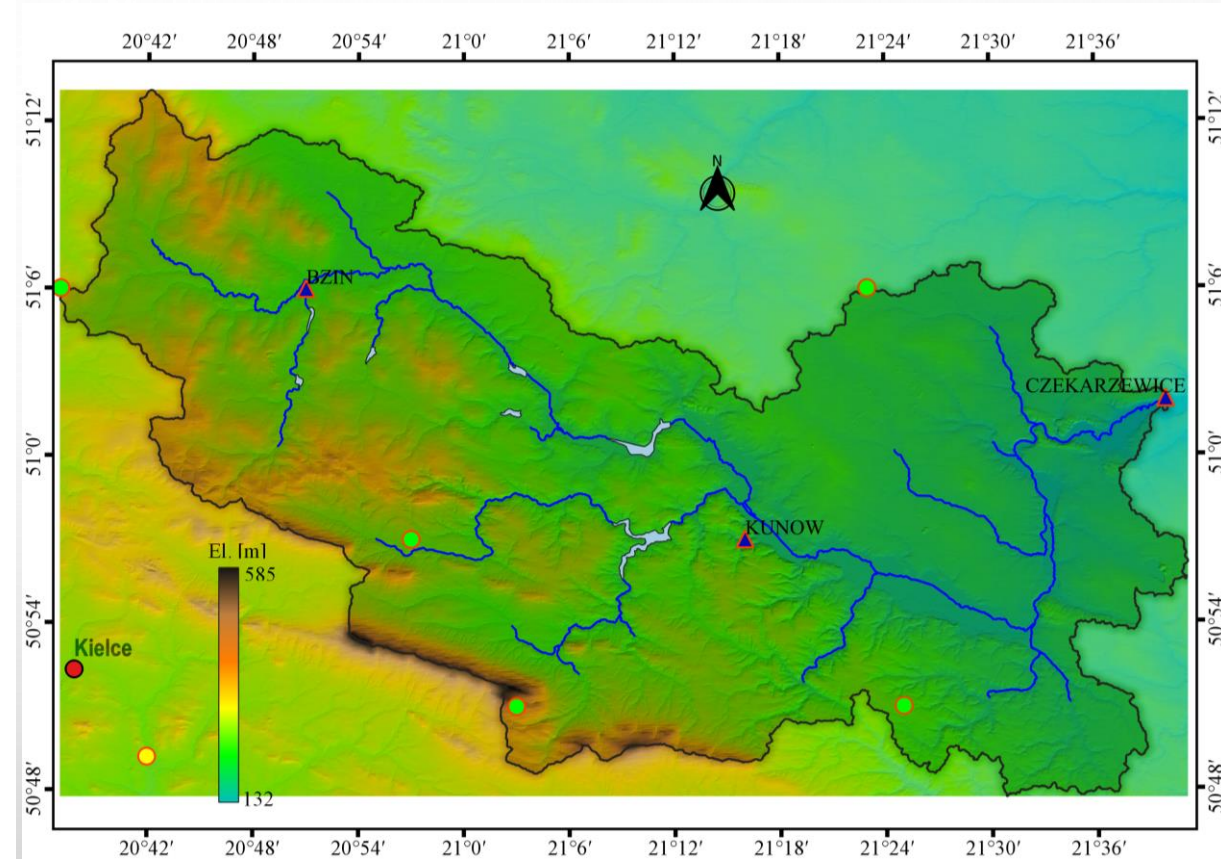 20°42′ 20°48′ 20°54′ 21°0′ 21°6′ 21°12′ 21°18′ 21°24′ 21°30′ 21°36′
51°12′ 51°12′
N
BZIN
51°6′ 51°6′
CZEKARZEWICE
51°0′ 51°0′
KUNOW
El. [m]
585
50°54′ 50°54′
Kielce
132
50°48′ 50°48′
20°42′ 20°48′ 20°54′ 21°0′ 21°6′ 21°12′ 21°18′ 21°24′ 21°30′ 21°36′